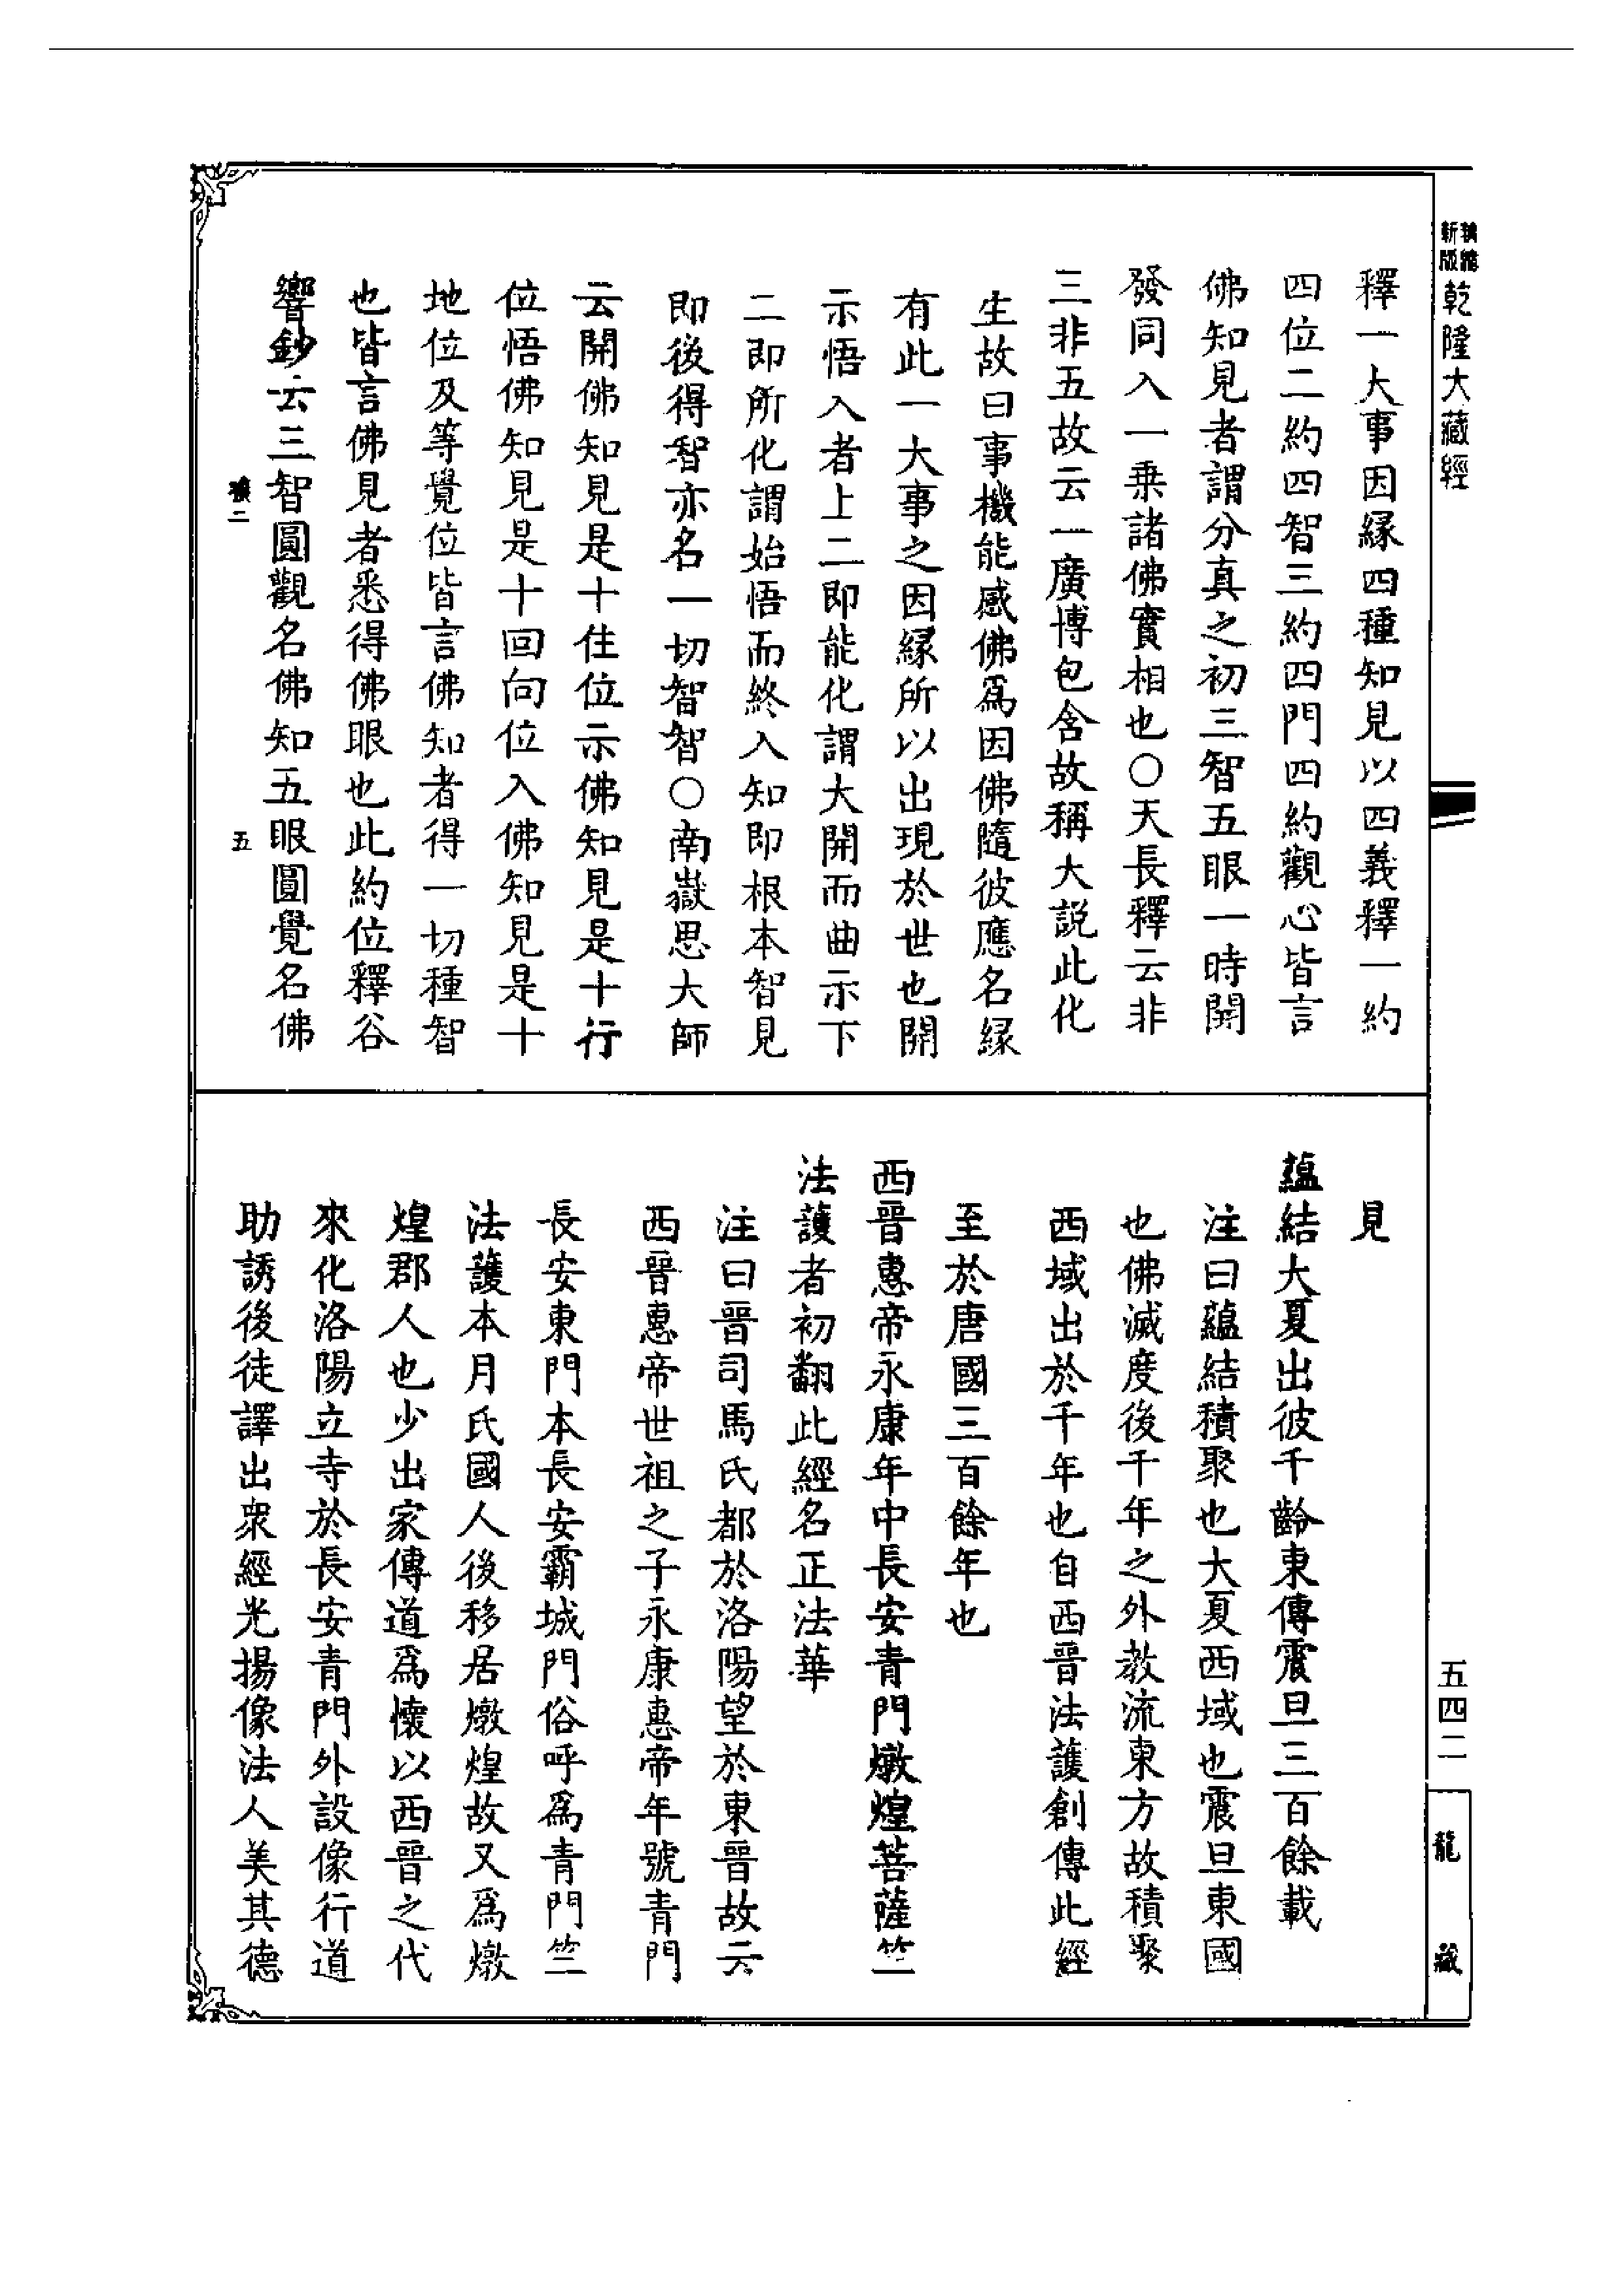 乾隆大藏經
釋一大事因緣四種知見以四義釋一約
四位二約四智三約四門四約觀心皆言
佛知見者謂分真之初三智五眼一時開
發同入一乗諸佛實相也○天長釋云非
三非五故云一廣博包含故稱大説此化
生故曰事機能感佛爲因佛隨彼應名緣
有此一大事之因緣所以出現於世也開
示悟入者上二即能化謂大開而曲示下
二即所化謂始悟而終入知即根本智見
即後得智亦名一切智智○南嶽思大師
云開佛知見是十住位示佛知見是十行
位悟佛知見是十回向位入佛知見是十
地位及等覺位皆言佛知者得一切種智
也皆言佛見者悉得佛眼也此約位釋谷
響鈔云三智圓觀名佛知五眼圓覺名佛
二
五
見
蘊結大夏出彼千齡東傳震旦三百餘載
注曰蘊結積聚也大夏西域也震旦東國
也佛滅度後千年之外教流東方故積聚
西域出於千年也自西晉法護創傳此經
至於唐國三百餘年也
西晉惠帝永康年中長安青門燉煌菩薩竺
法護者初翻此經名正法華
注曰晉司馬氏都於洛陽望於東晉故云
西晉惠帝世祖之子永康惠帝年號青門
長安東門本長安霸城門俗呼爲青門竺
法護本月氏國人後移居燉煌故又爲燉
煌郡人也少出家傳道爲懷以西晉之代
來化洛陽立寺於長安青門外設像行道
助誘後徒譯出衆經光揚像法人美其德
五四二
龍藏